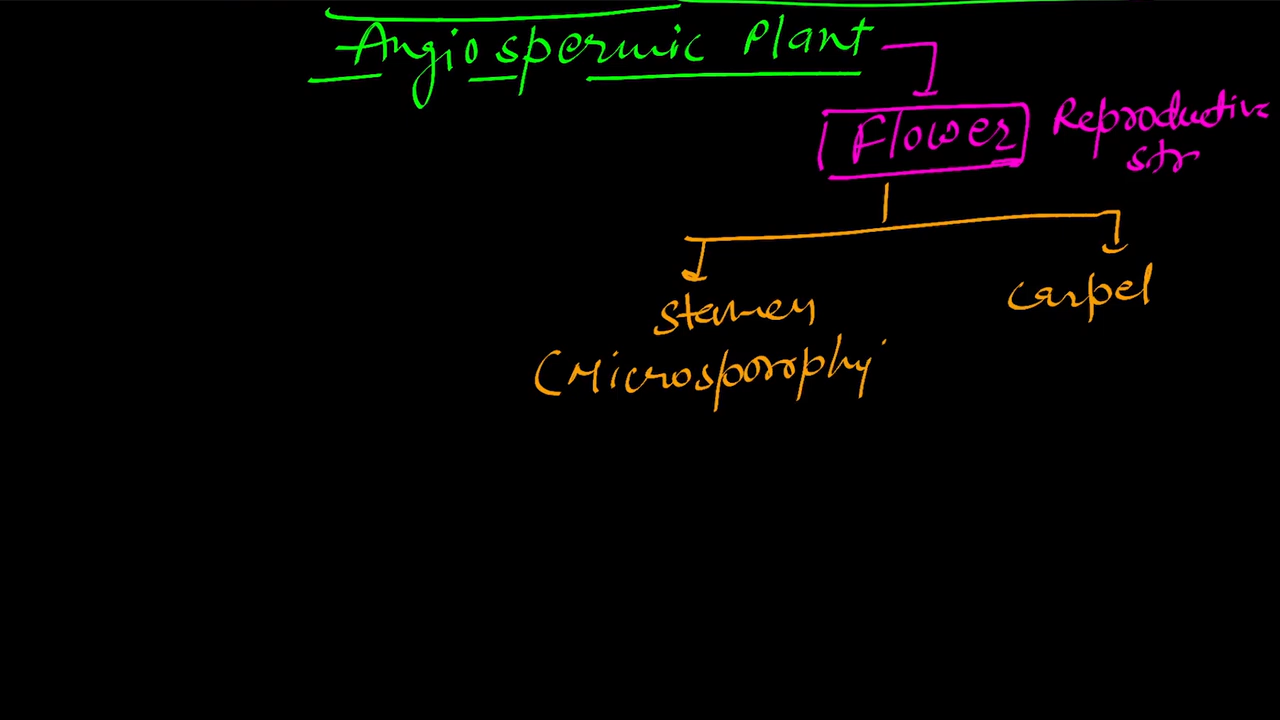 Angiospermic Plant
Flower
Reproductive
str
Stamen
Carpel
(Microsporophy